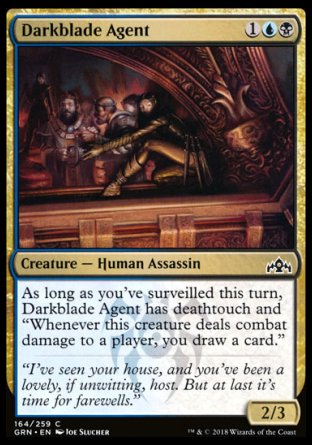 Darkblade Agent 1
Creature — Human Assassin
As long as you've surveilled this turn,
Darkblade Agent has deathtouch and
“Whenever this creature deals combat
damage to a player, you draw a card.”
“I've seen your house, and you've been a
lovely, if unwitting, host. But at last it's
time for farewells.”
2/3
164/259 C
GRN • EN Joe Slucher
™ & © 2018 Wizards of the Coast